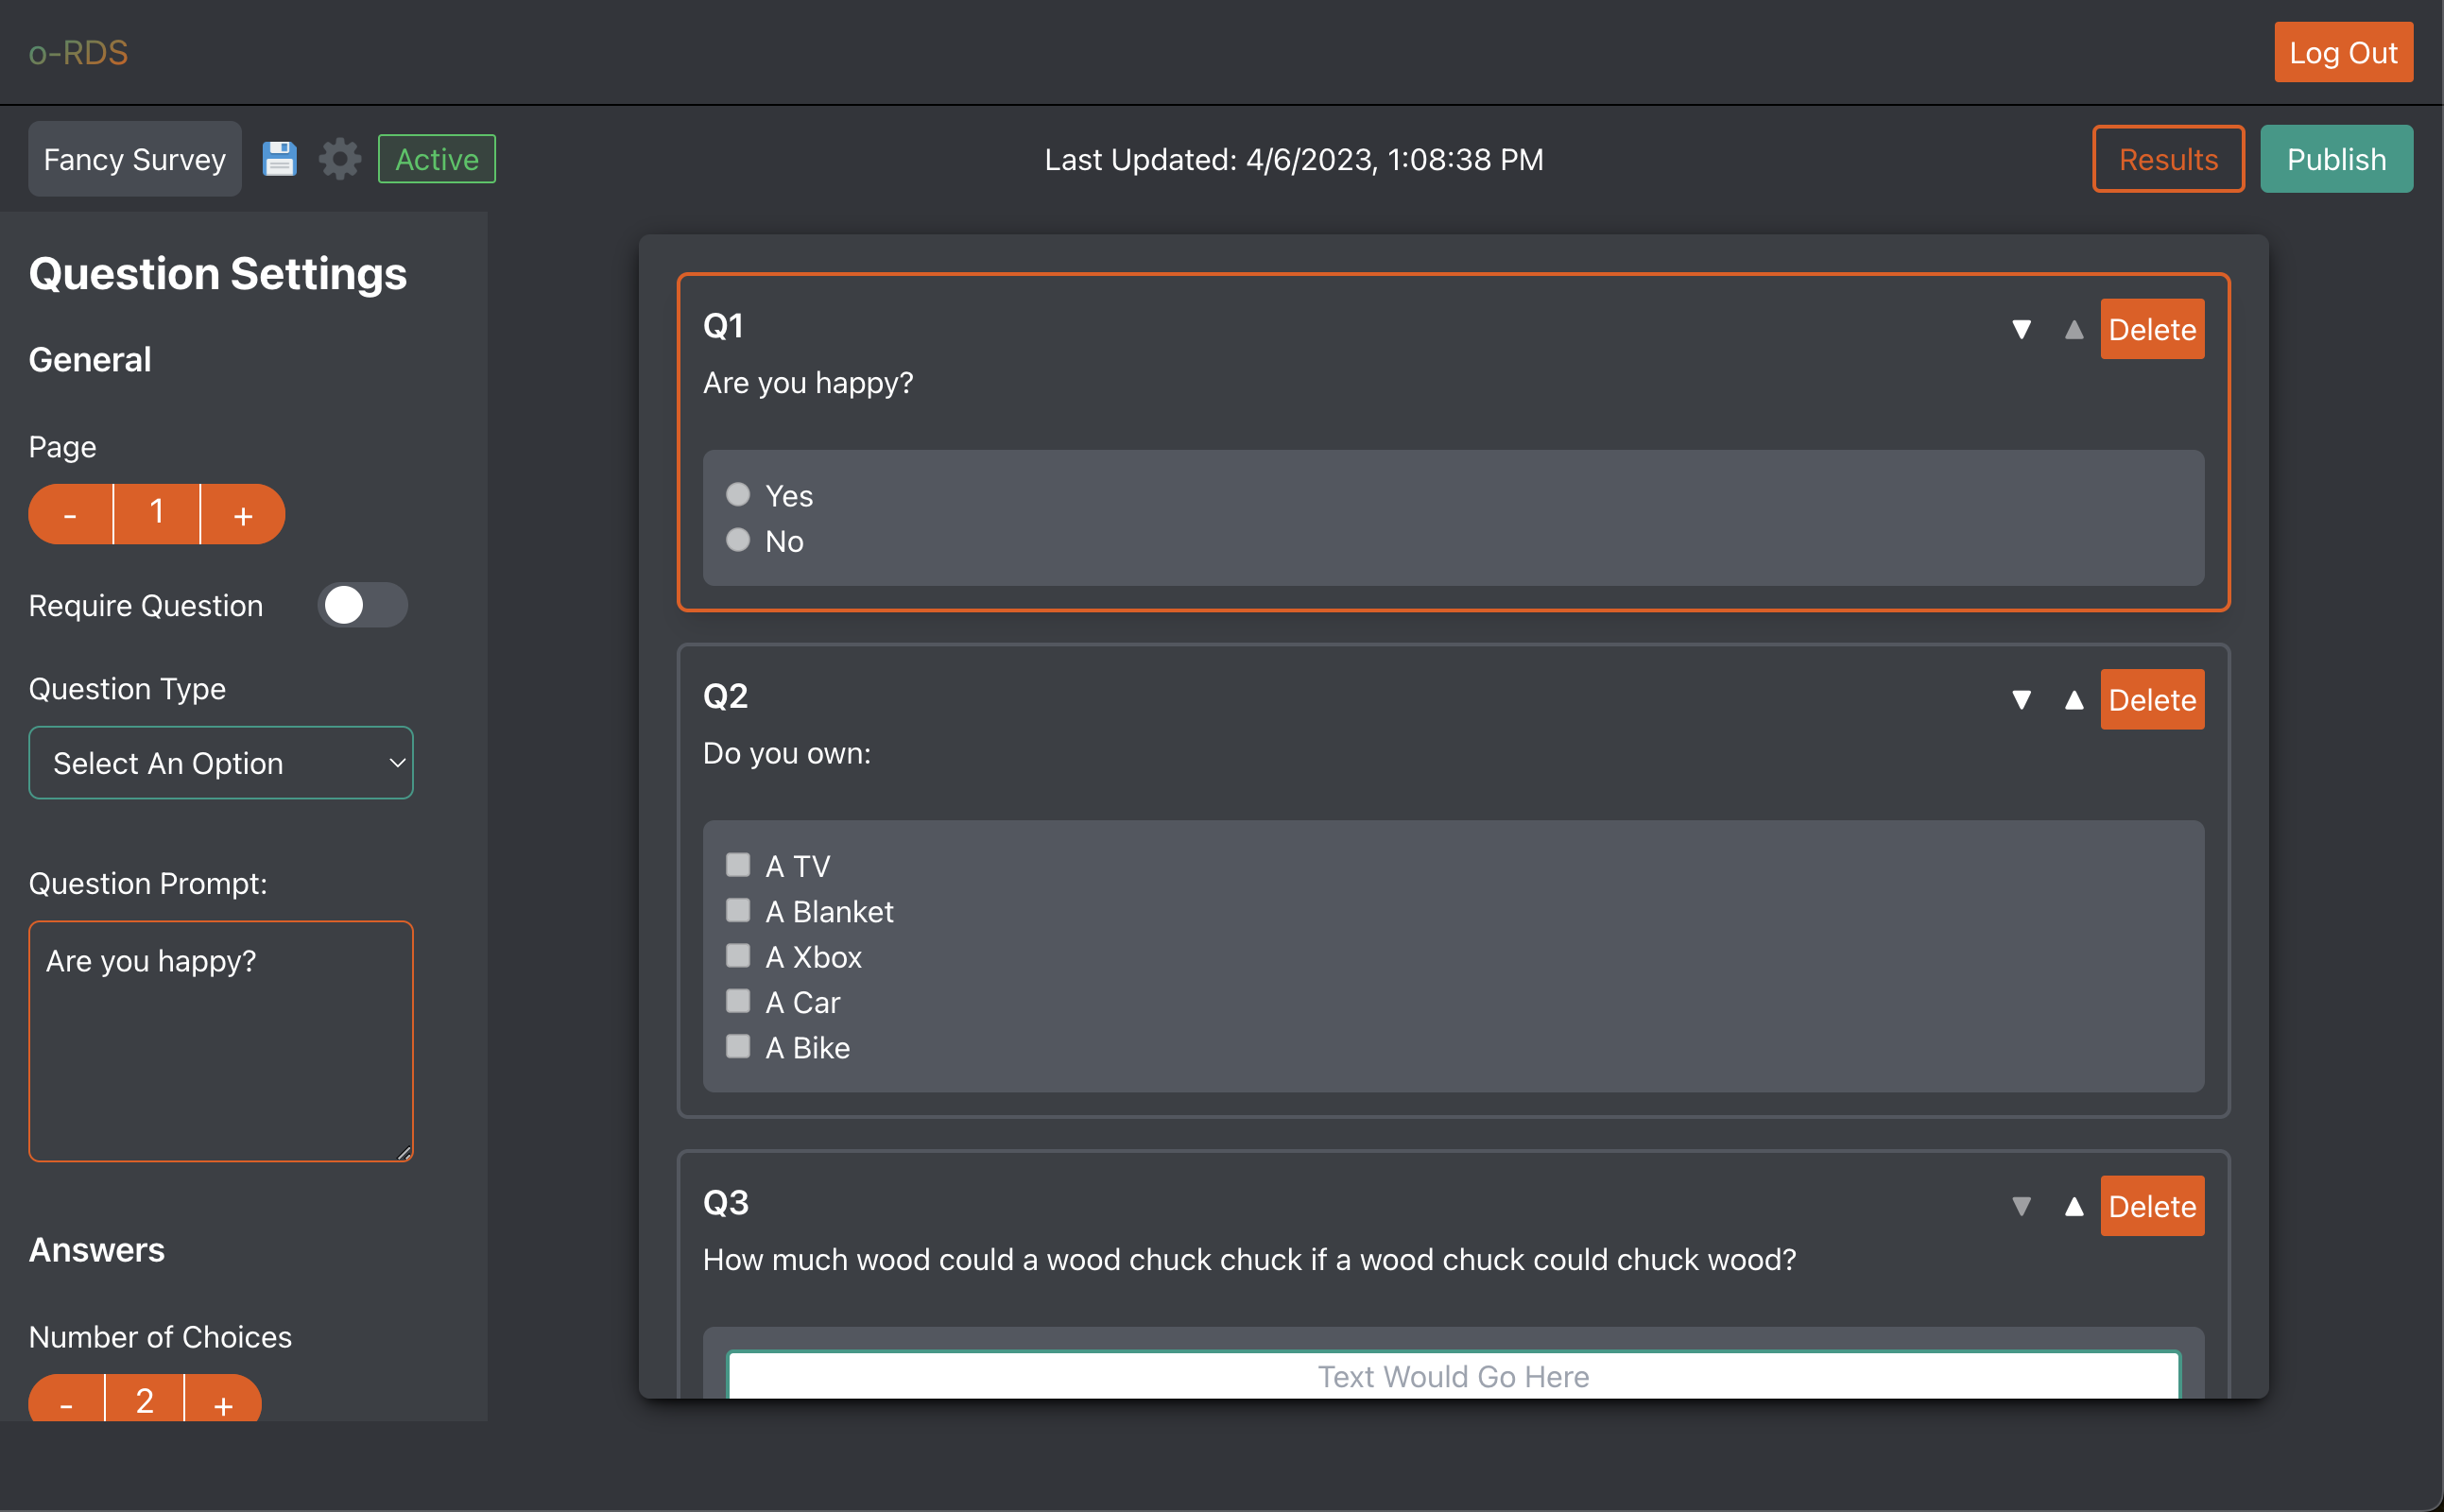 o-RDS
Log Out
Fancy Survey
Active
Last Updated: 4/6/2023, 1:08:38 PM
Results
Publish
Question Settings
General
Page
- 1 +
Require Question
Question Type
Select An Option
Question Prompt:
Are you happy?
Answers
Number of Choices
- 2 +
Q1
Delete
Are you happy?
Yes
No
Q2
Delete
Do you own:
A TV
A Blanket
A Xbox
A Car
A Bike
Q3
Delete
How much wood could a wood chuck chuck if a wood chuck could chuck wood?
Text Would Go Here